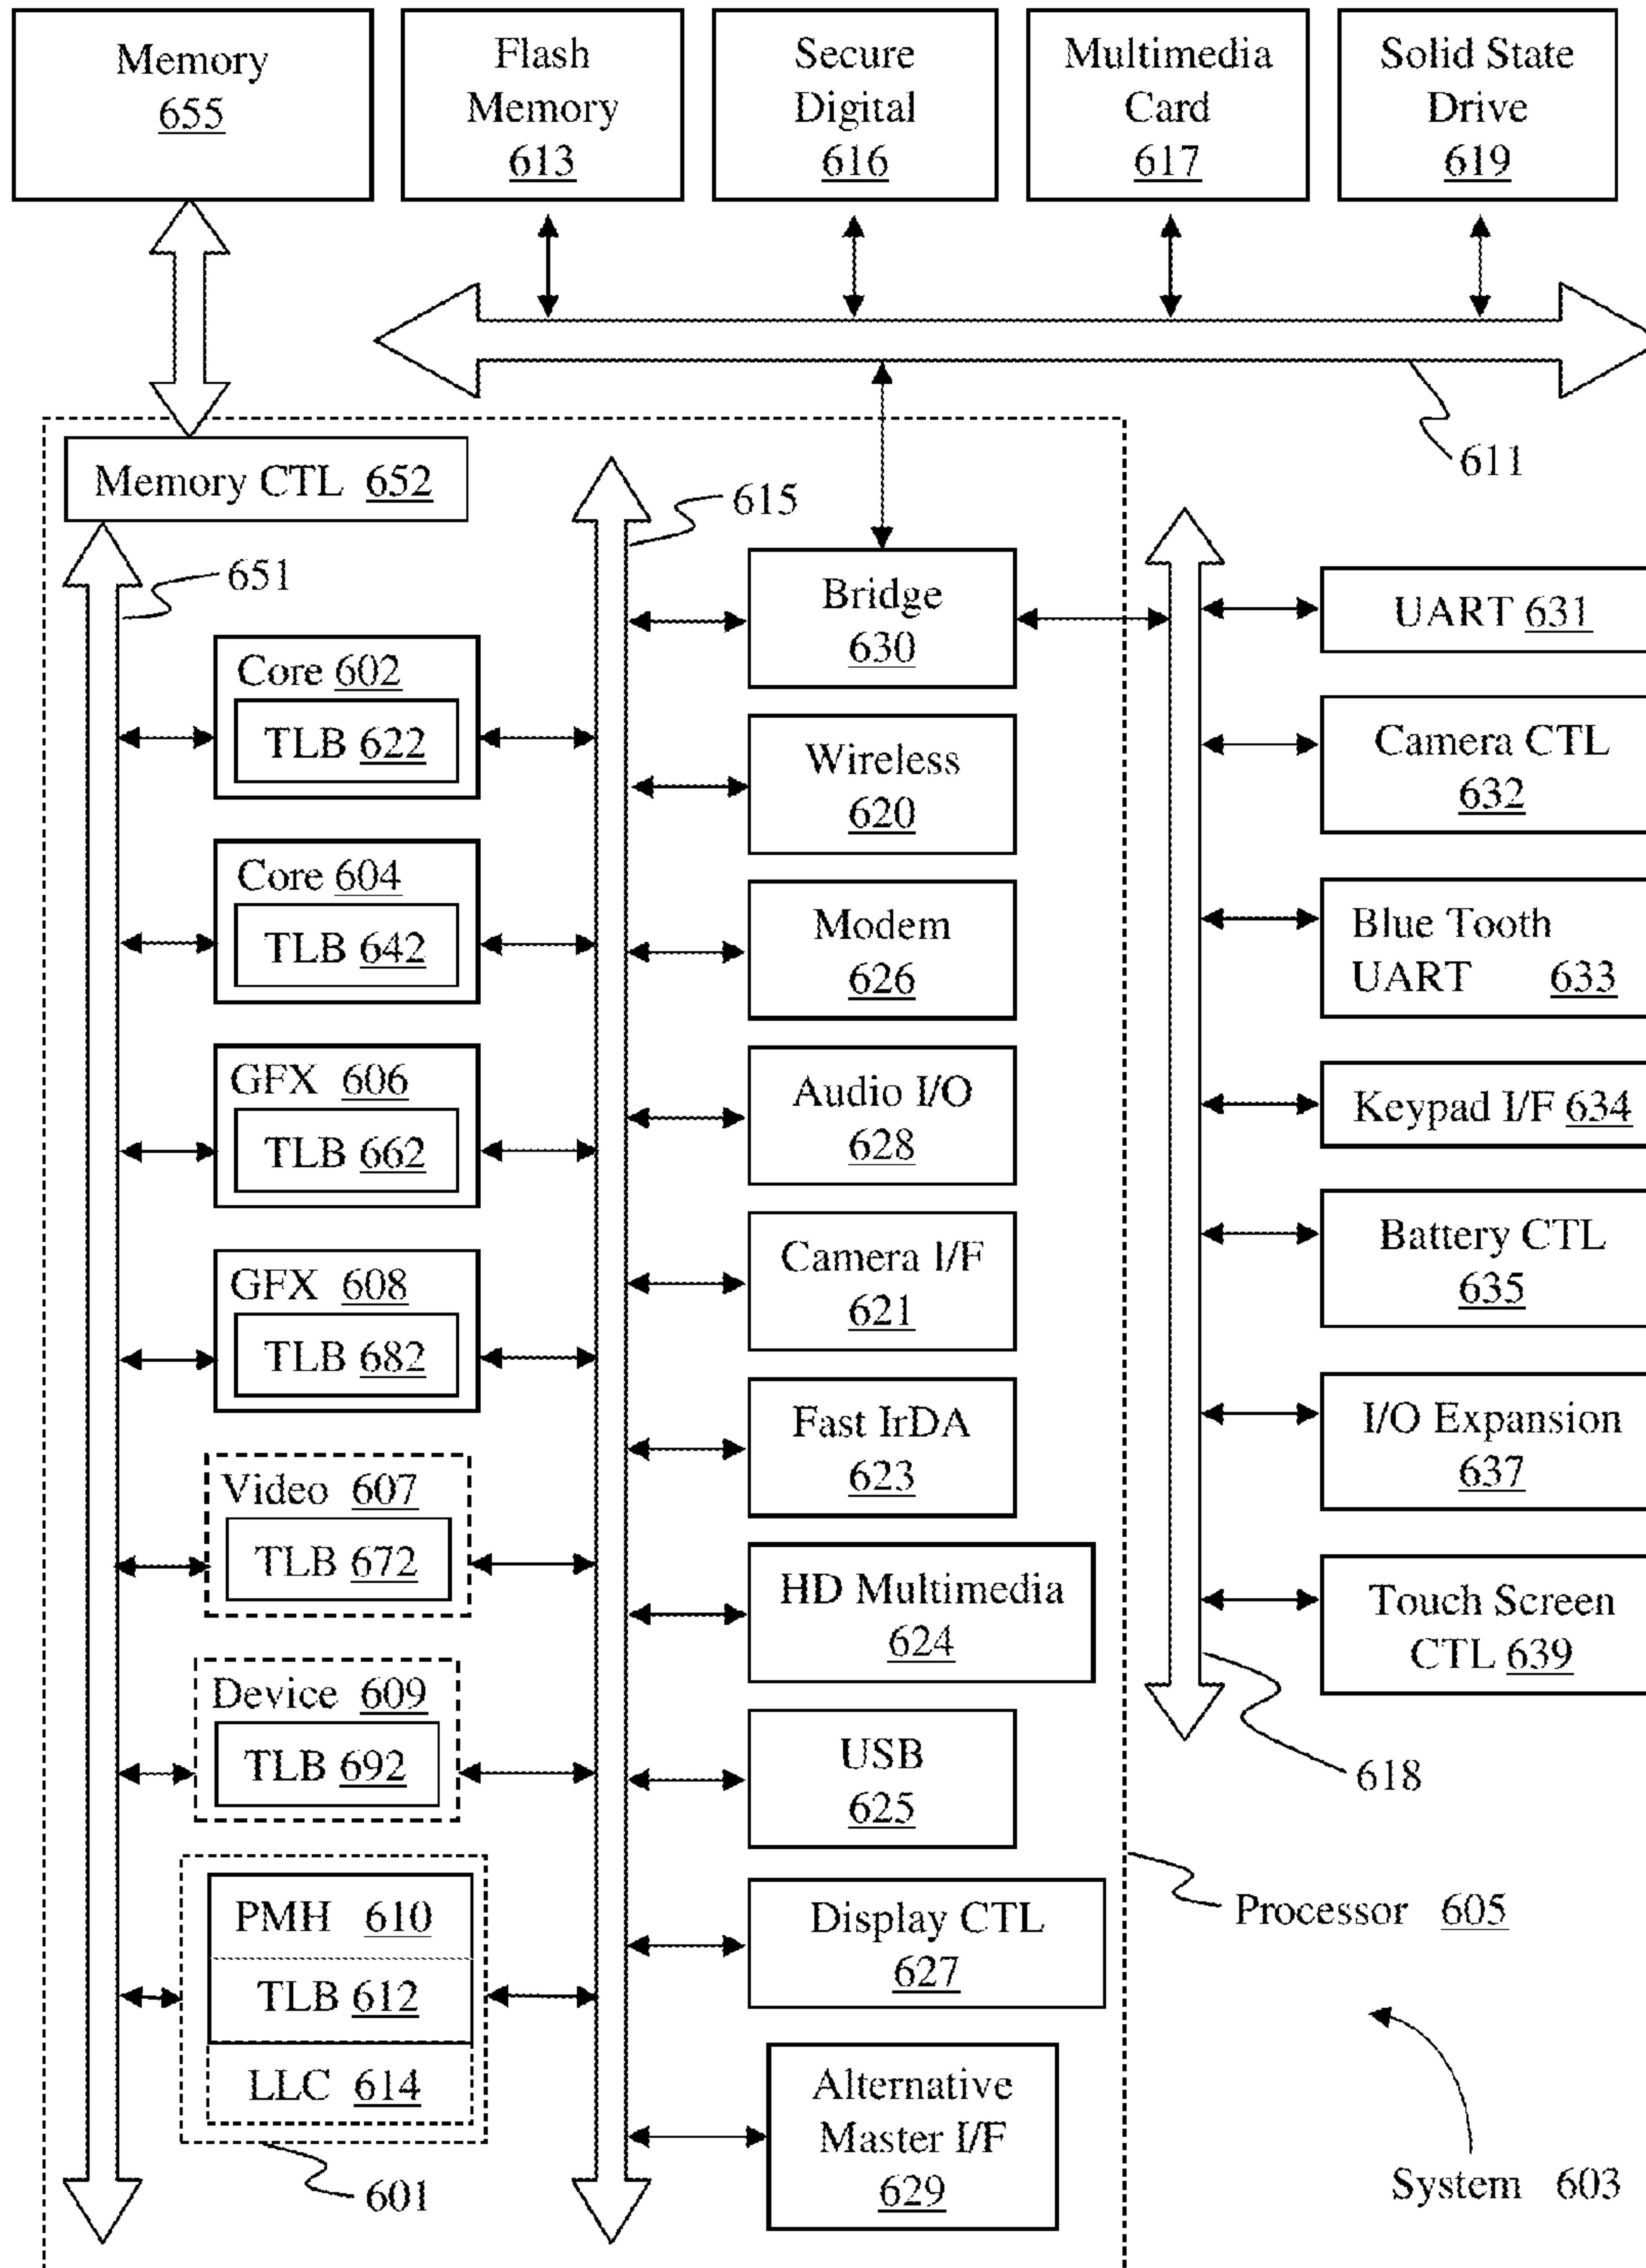 Memory
655
Flash
Memory
613
Secure
Digital
616
Multimedia
Card
617
Solid State
Drive
619
611
Memory CTL 652
651
615
Core 602
TLB 622
Core 604
TLB 642
GFX 606
TLB 662
GFX 608
TLB 682
Video 607
TLB 672
Device 609
TLB 692
PMH 610
TLB 612
LLC 614
601
Bridge
630
Wireless
620
Modem
626
Audio I/O
628
Camera I/F
621
Fast IrDA
623
HD Multimedia
624
USB
625
Display CTL
627
Alternative
Master I/F
629
UART 631
Camera CTL
632
Blue Tooth
UART 633
Keypad I/F 634
Battery CTL
635
I/O Expansion
637
Touch Screen
CTL 639
618
Processor 605
System 603